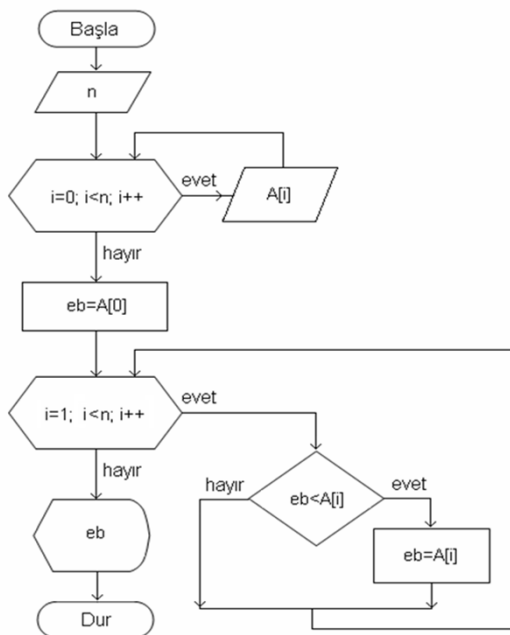 Başla
n
i=0; i<n; i++
evet
A[i]
hayır
eb=A[0]
i=1; i<n; i++
evet
hayır
eb<A[i]
hayır
evet
eb=A[i]
eb
Dur